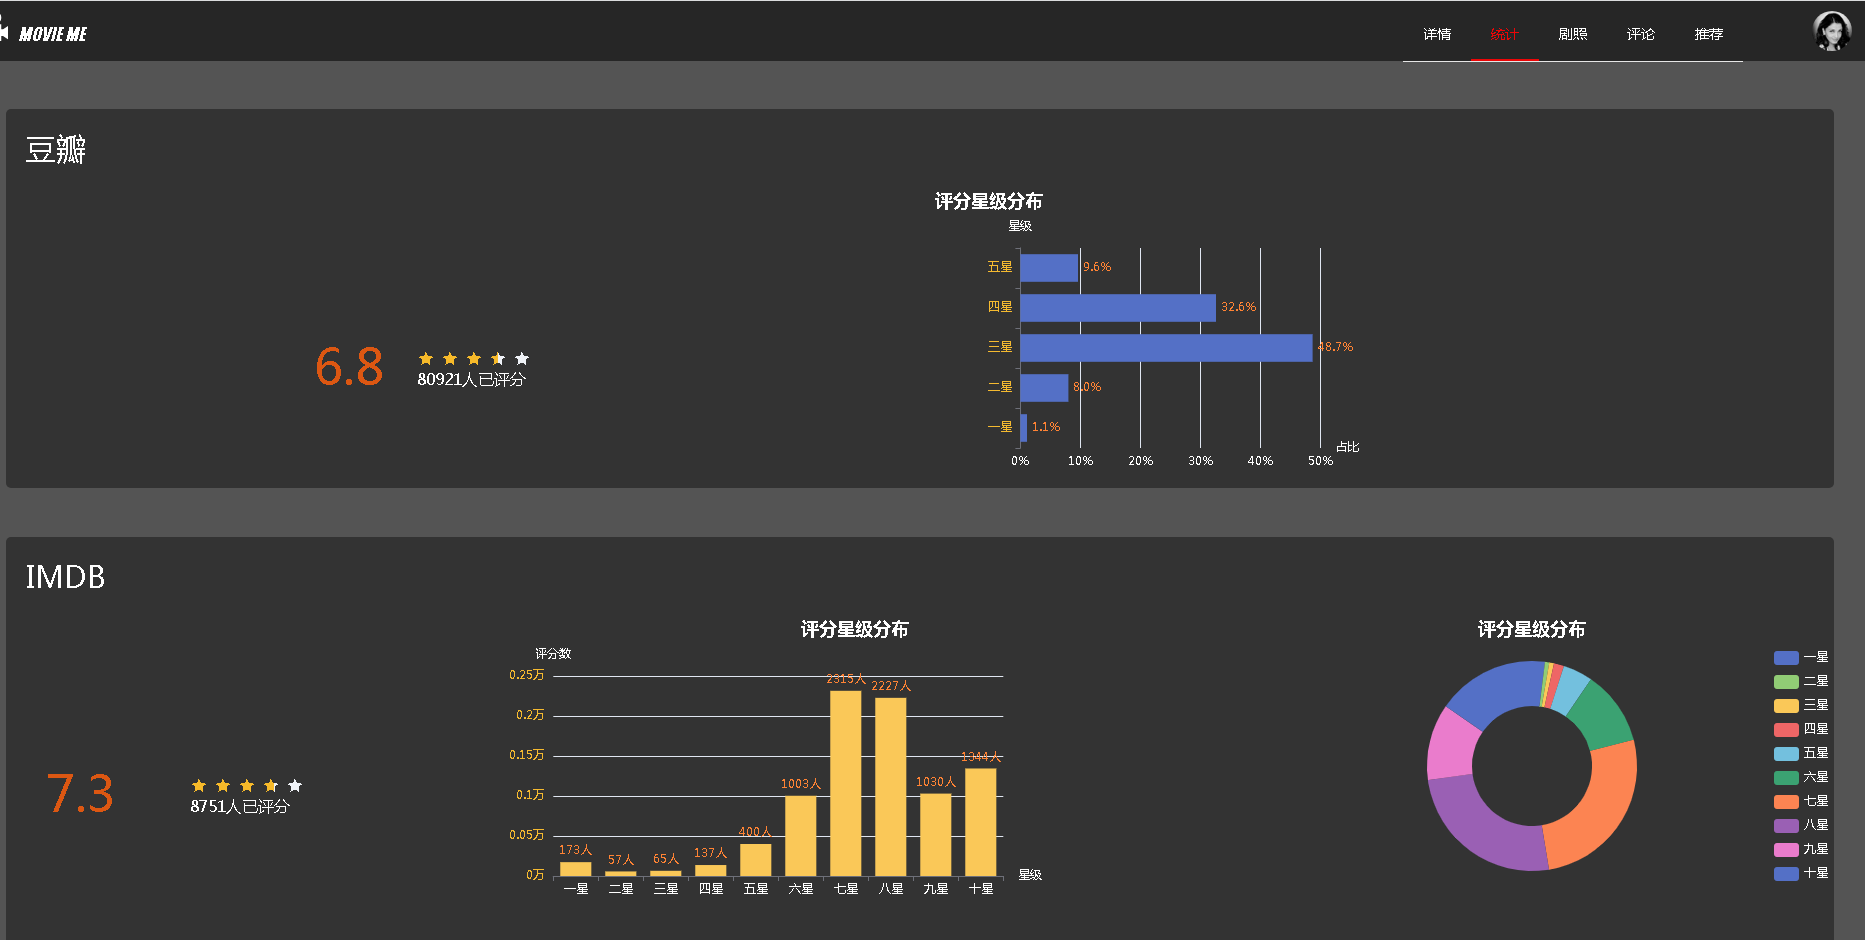 MOVIE ME
详情 统计 剧照 评论 推荐
豆瓣
6.8
80921人已评分
评分星级分布
星级
五星 9.6%
四星 32.6%
三星 48.7%
二星 8.0%
一星 1.1%
占比
0% 10% 20% 30% 40% 50%
IMDB
7.3
8751人已评分
评分星级分布
评分数
0.25万
0.2万
0.15万
0.1万
0.05万
0万
173人 57人 65人 137人 400人 1003人 2315人 2227人 1030人 1344人
一星 二星 三星 四星 五星 六星 七星 八星 九星 十星
星级
评分星级分布
一星
二星
三星
四星
五星
六星
七星
八星
九星
十星